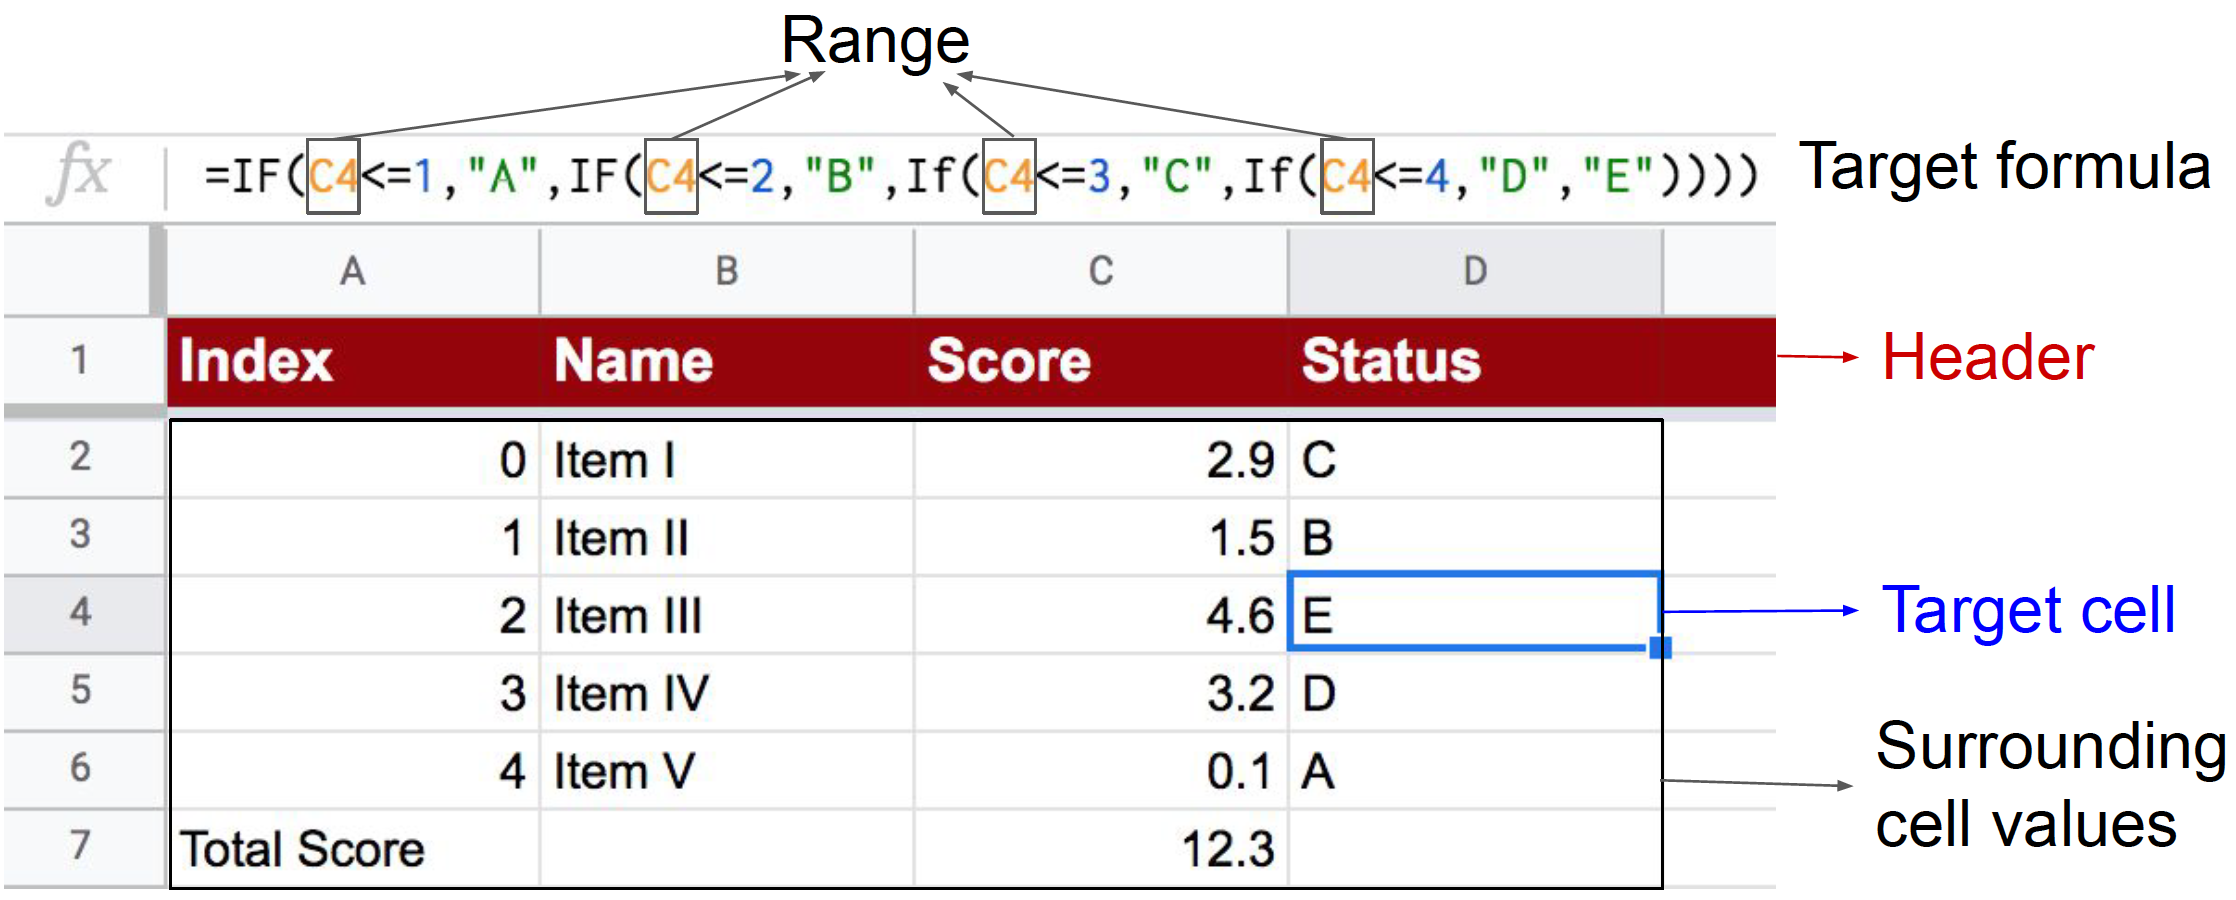 Range
fx =IF(C4<=1,"A",IF(C4<=2,"B",If(C4<=3,"C",If(C4<=4,"D","E")))) Target formula
A B C D
1 Index Name Score Status Header
2 0 Item I 2.9 C
3 1 Item II 1.5 B
4 2 Item III 4.6 E Target cell
5 3 Item IV 3.2 D
6 4 Item V 0.1 A
7 Total Score 12.3
Surrounding
cell values